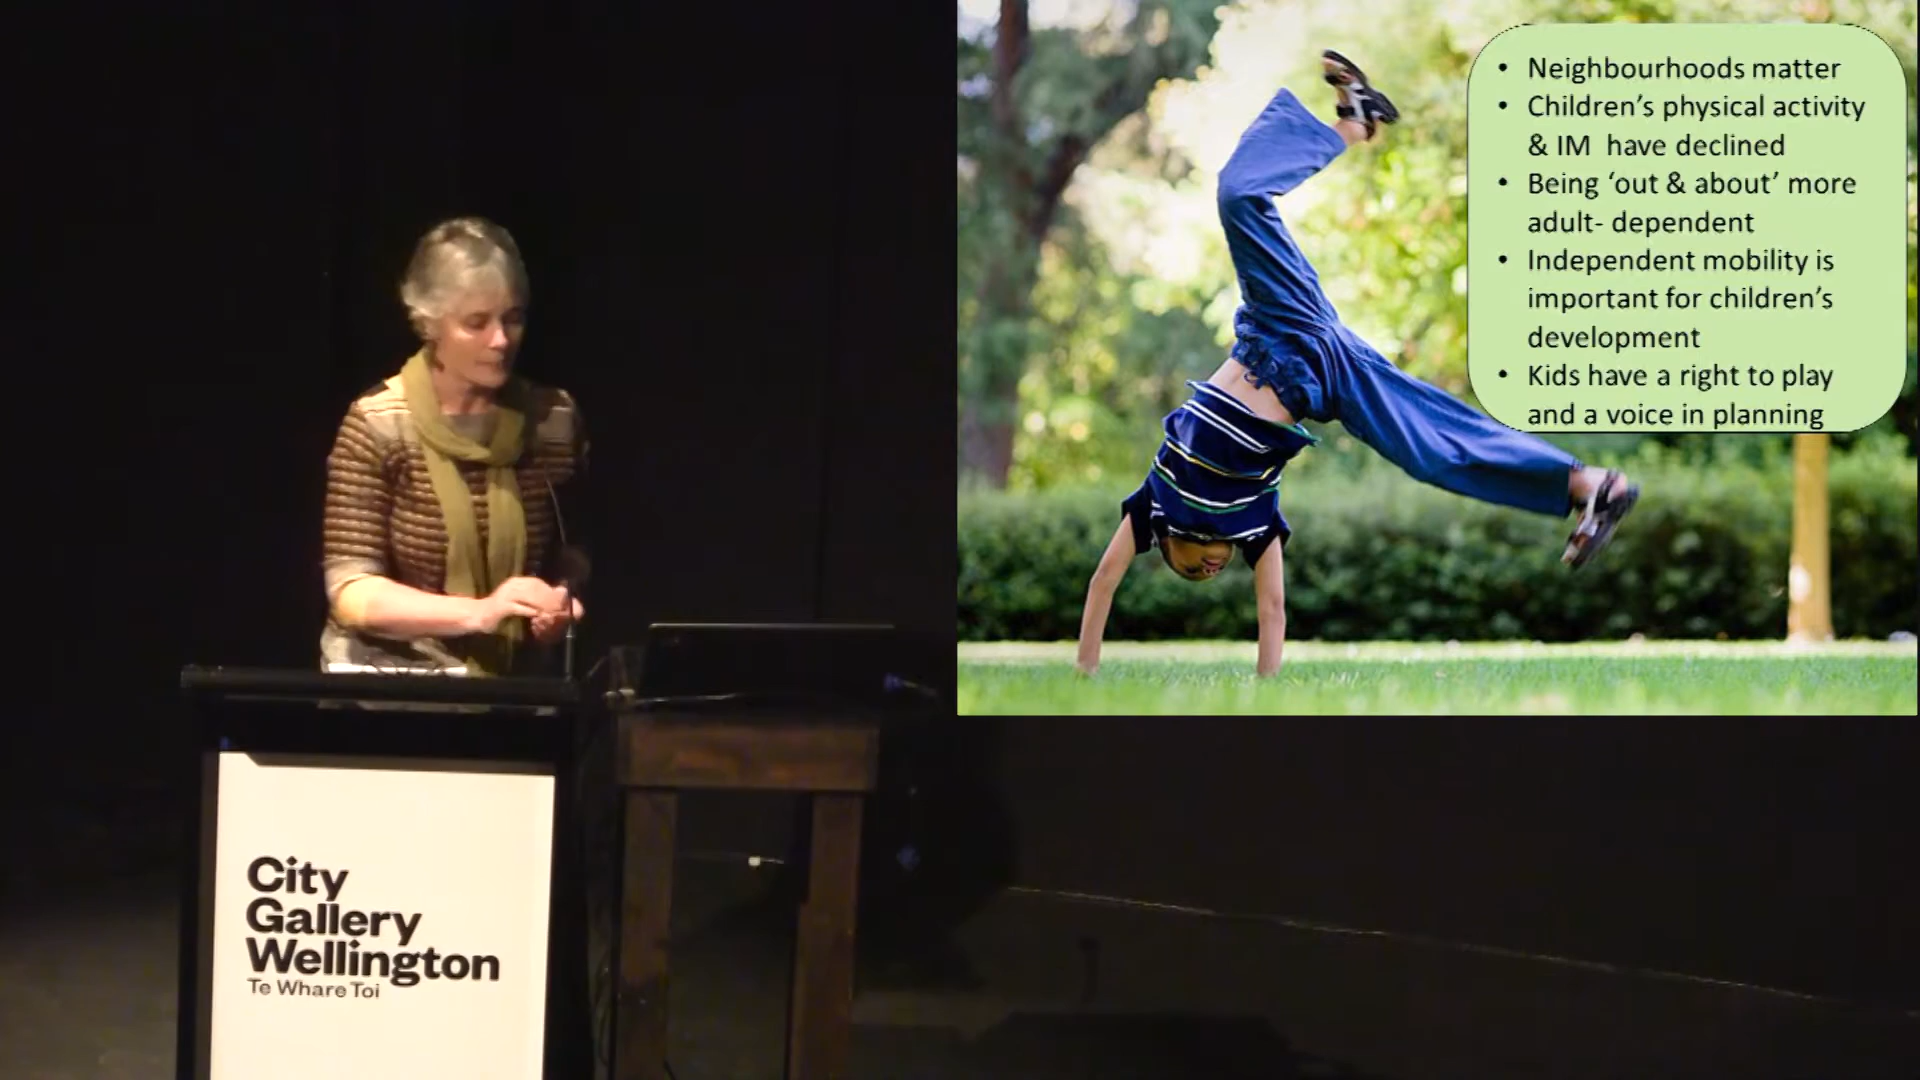 • Neighbourhoods matter
• Children's physical activity
& IM have declined
• Being 'out & about' more
adult- dependent
• Independent mobility is
important for children's
development
• Kids have a right to play
and a voice in planning
City
Gallery
Wellington
Te Whare Toi